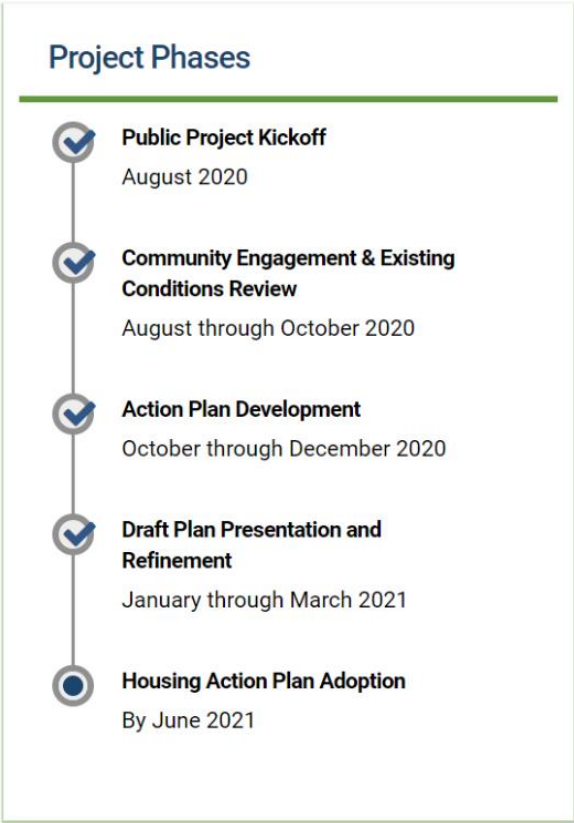 Project Phases
Public Project Kickoff
August 2020
Community Engagement & Existing
Conditions Review
August through October 2020
Action Plan Development
October through December 2020
Draft Plan Presentation and
Refinement
January through March 2021
Housing Action Plan Adoption
By June 2021